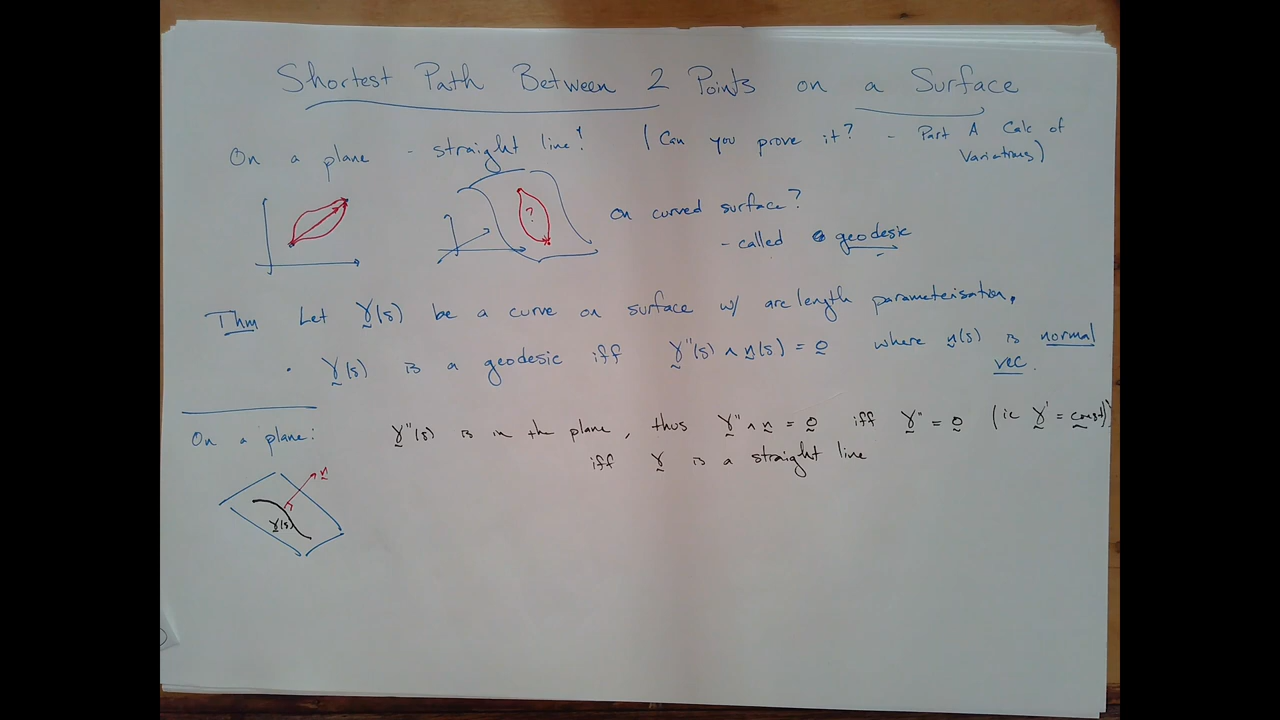 Shortest Path Between 2 Points on a Surface
On a plane - straight line! (Can you prove it? - Part A Calc of Variations)
?
on curved surface?
- called geodesic
Thm Let γ(s) be a curve on surface w/ arclength parameterisation.
· γ(s) is a geodesic iff γ''(s) ∧ n(s) = 0 where n(s) is normal vec.
On a plane: γ''(s) is in the plane, thus γ'' ∧ n = 0 iff γ'' = 0 (ie γ' = const)
iff γ is a straight line
n
γ(s)